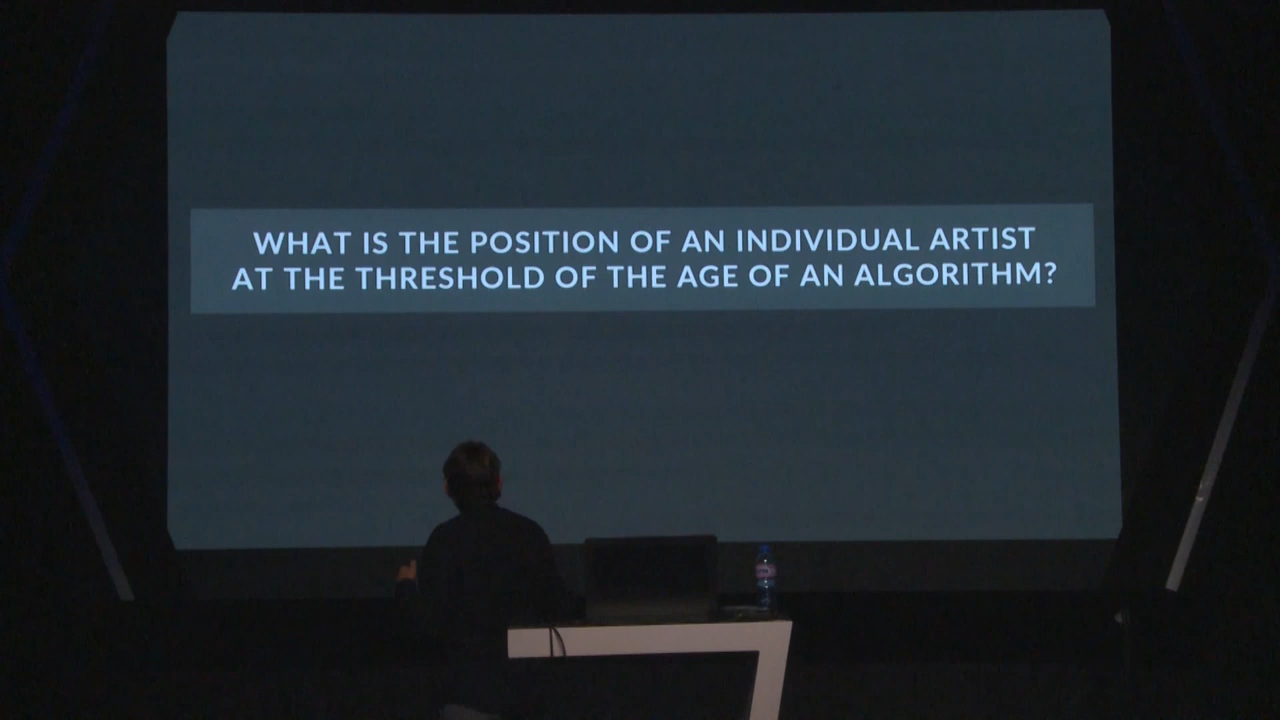 WHAT IS THE POSITION OF AN INDIVIDUAL ARTIST
AT THE THRESHOLD OF THE AGE OF AN ALGORITHM?